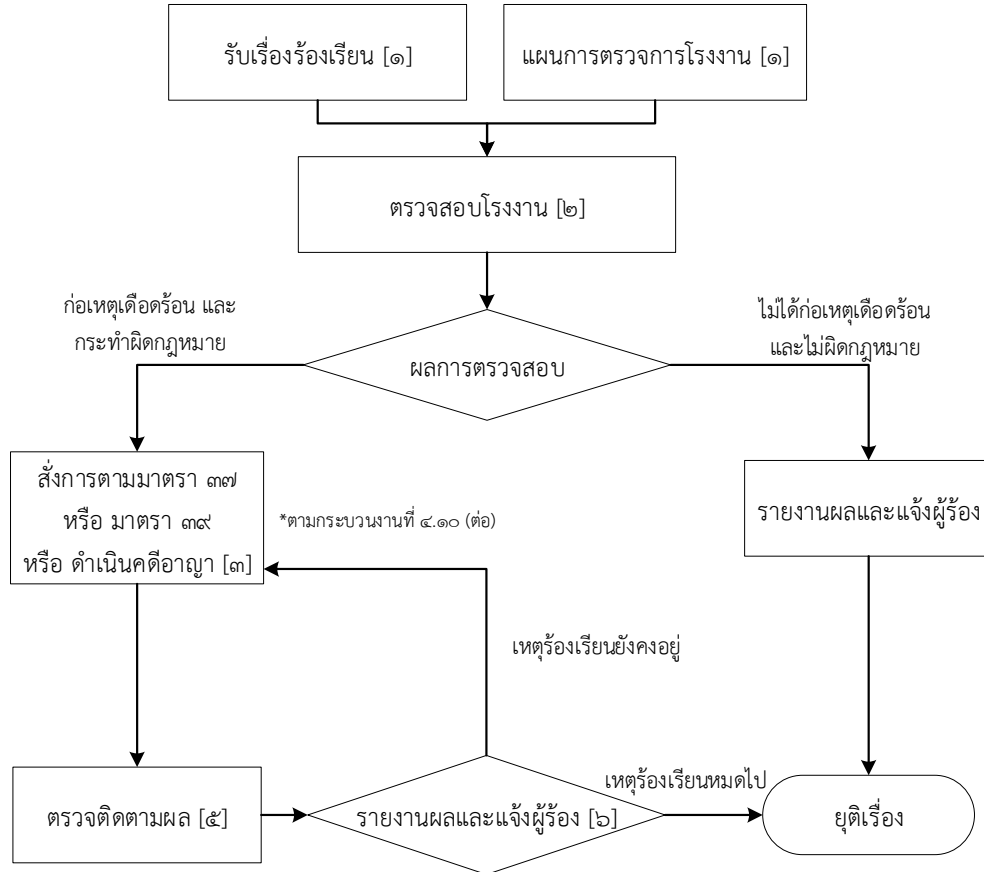 รับเรื่องร้องเรียน [๑]
แผนการตรวจการโรงงาน [๑]
ตรวจสอบโรงงาน [๒]
ก่อเหตุเดือดร้อน และ
กระทำผิดกฎหมาย
ไม่ได้ก่อเหตุเดือดร้อน
และไม่ผิดกฎหมาย
ผลการตรวจสอบ
สั่งการตามมาตรา ๓๗
หรือ มาตรา ๓๙
หรือ ดำเนินคดีอาญา [๓]
*ตามกระบวนงานที่ ๔.๑๐ (ต่อ)
รายงานผลและแจ้งผู้ร้อง
เหตุร้องเรียนยังคงอยู่
ตรวจติดตามผล [๕]
รายงานผลและแจ้งผู้ร้อง [๖]
เหตุร้องเรียนหมดไป
ยุติเรื่อง